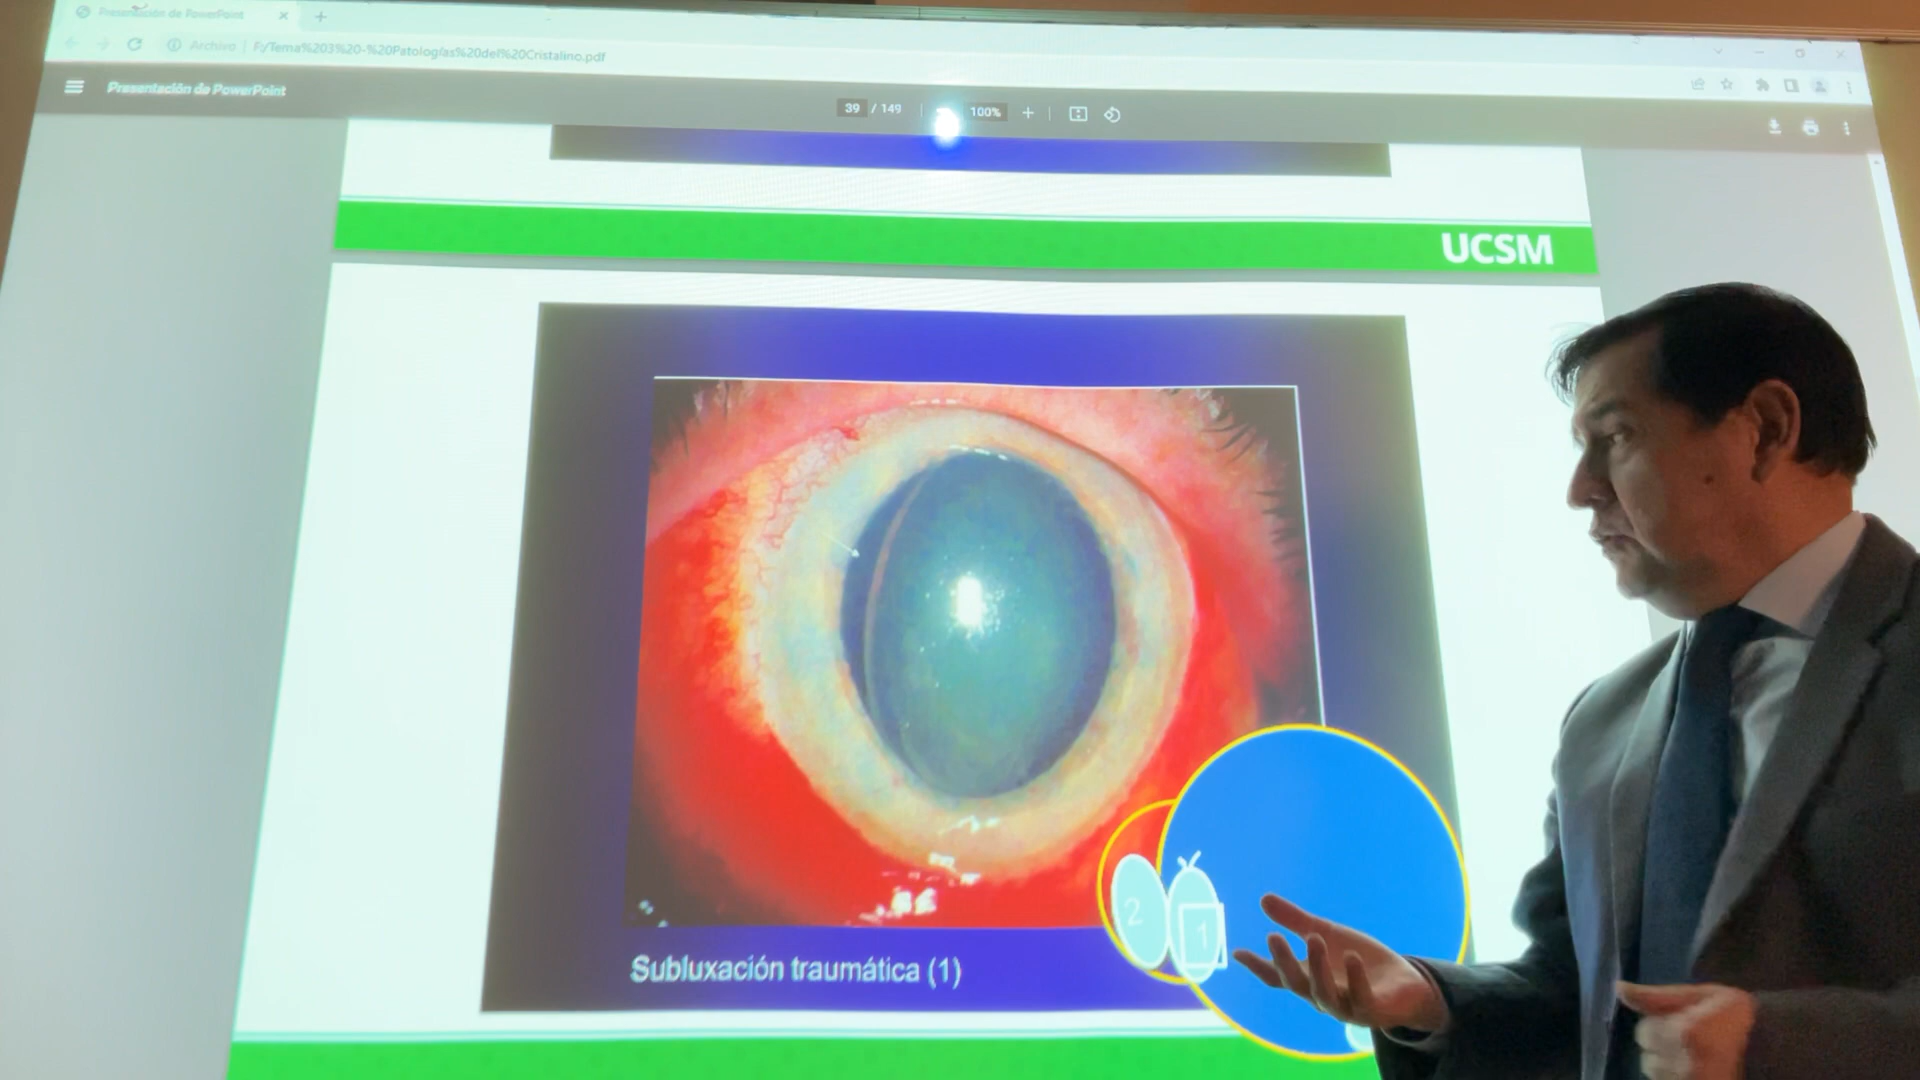 Presentación de PowerPoint
Archivo | F:/Tema%203%20-%20Patologías%20del%20Cristalino.pdf
Presentación de PowerPoint
39 / 149
100%
UCSM
2
1
Subluxación traumática (1)